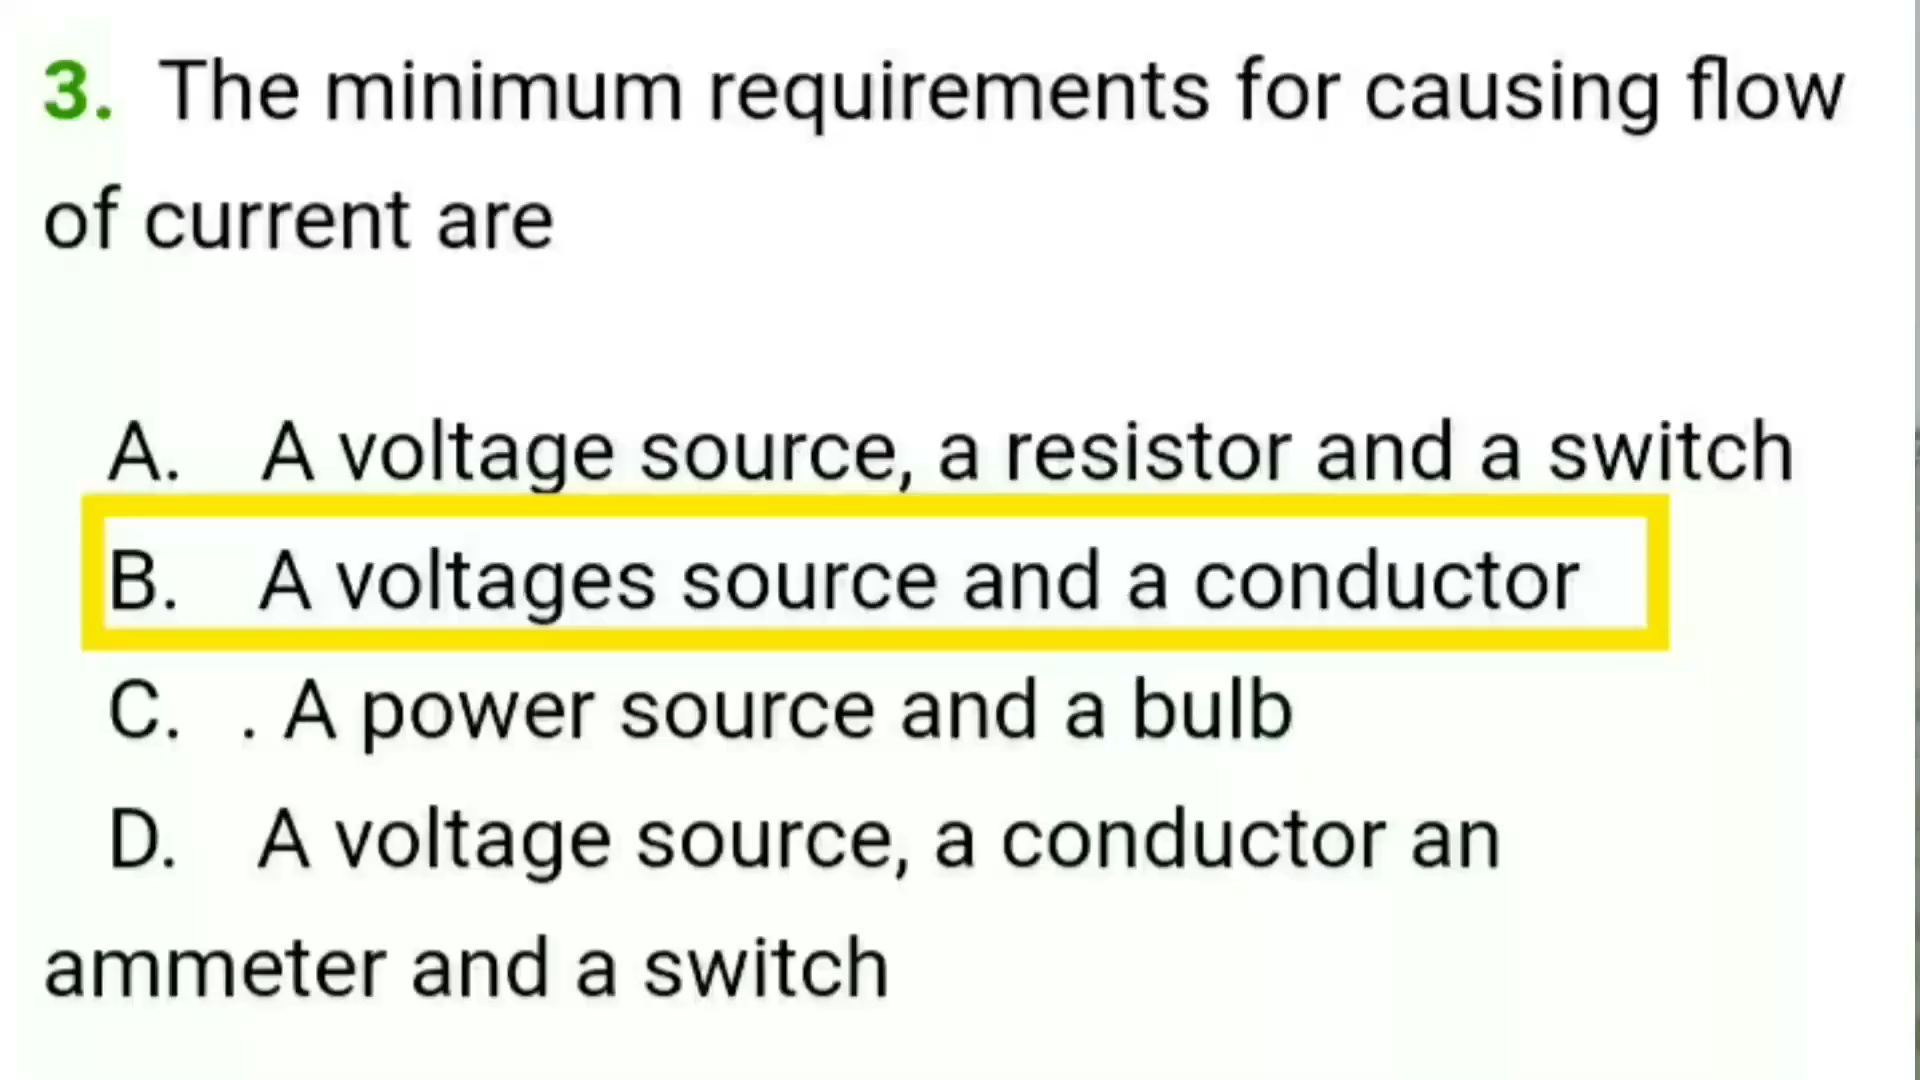 3. The minimum requirements for causing flow
of current are
A. A voltage source, a resistor and a switch
B. A voltages source and a conductor
C. . A power source and a bulb
D. A voltage source, a conductor an
ammeter and a switch